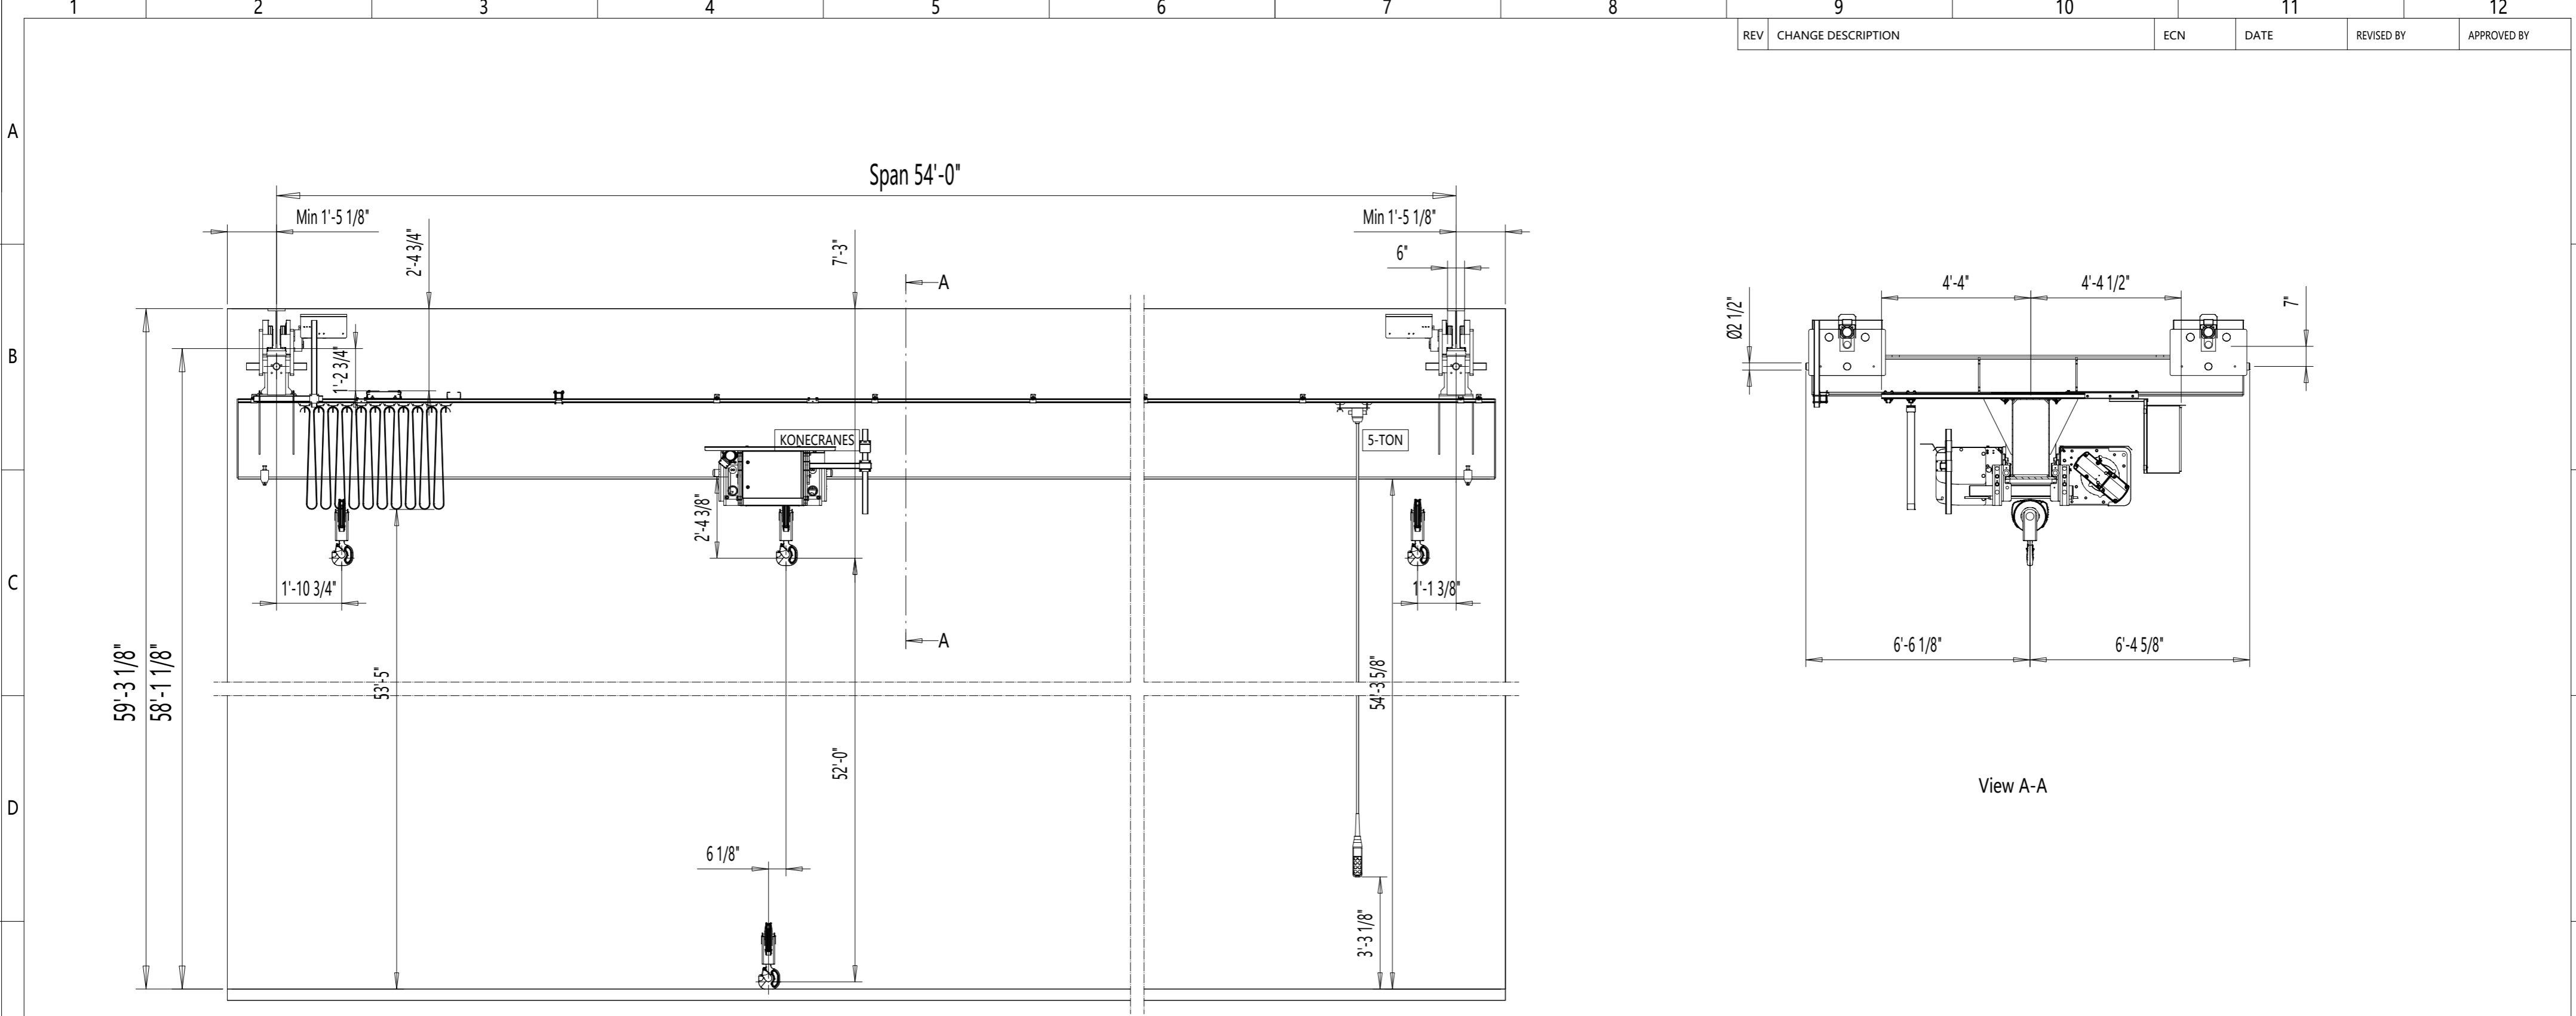 1 2 3 4 5 6 7 8 9 10 11 12
REV CHANGE DESCRIPTION ECN DATE REVISED BY APPROVED BY
A
Span 54'-0"
Min 1'-5 1/8"
Min 1'-5 1/8"
2'-4 3/4"
7'-3"
6"
A
4'-4"
4'-4 1/2"
Ø2 1/2"
7"
B
1'-2 3/4"
KONECRANES
5-TON
2'-4 3/8"
C
1'-10 3/4"
1'-1 3/8"
A
6'-6 1/8"
6'-4 5/8"
59'-3 1/8"
58'-1 1/8"
53'-5"
54'-3 5/8"
52'-0"
View A-A
D
6 1/8"
3'-3 1/8"